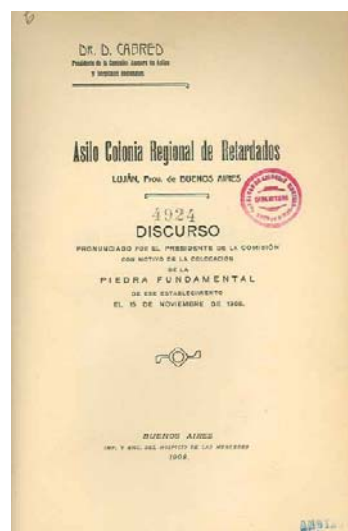 DR. D. CABRED
Presidente de la Comisión Asesora de Asilos
Y HOSPITALES REGIONALES
Asilo Colonia Regional de Retardados
LUJÁN, Prov. de BUENOS AIRES
4924
DISCURSO
PRONUNCIADO POR EL PRESIDENTE DE LA COMISIÓN
CON MOTIVO DE LA COLOCACIÓN
DE LA
PIEDRA FUNDAMENTAL
DE ESE ESTABLECIMIENTO
EL 15 DE NOVIEMBRE DE 1908.
BUENOS AIRES
IMP. Y ENC. DEL HOSPICIO DE LAS MERCEDES
1908.